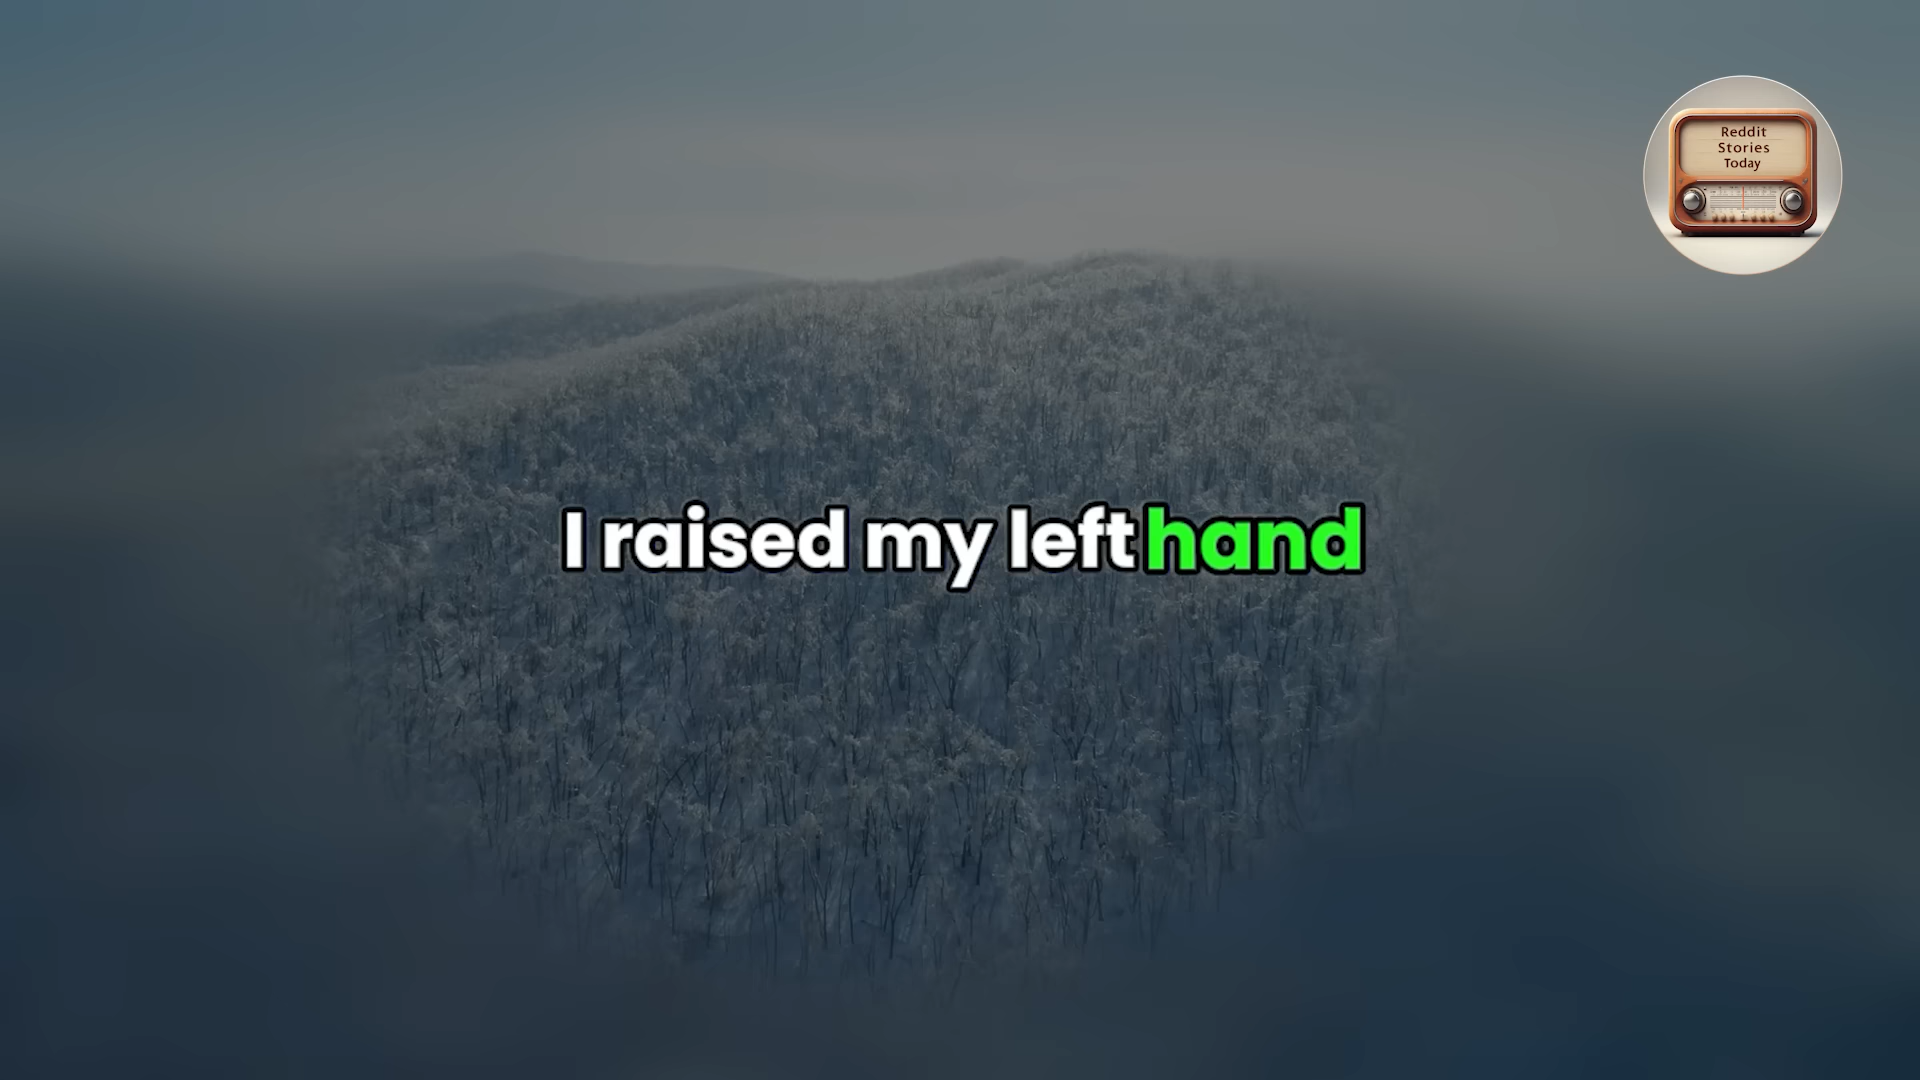 Reddit
Stories
Today
I raised my left hand